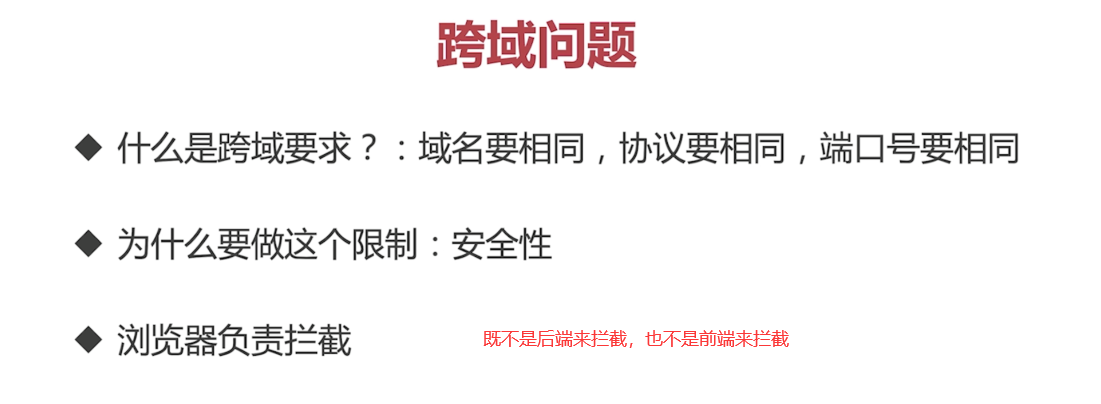 跨域问题
◆ 什么是跨域要求？：域名要相同，协议要相同，端口号要相同
◆ 为什么要做这个限制：安全性
◆ 浏览器负责拦截 既不是后端来拦截，也不是前端来拦截